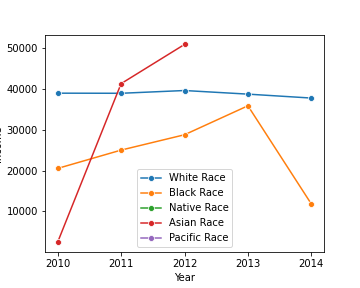 50000
40000
30000
20000
10000
White Race
Black Race
Native Race
Asian Race
Pacific Race
2010 2011 2012 2013 2014
Year